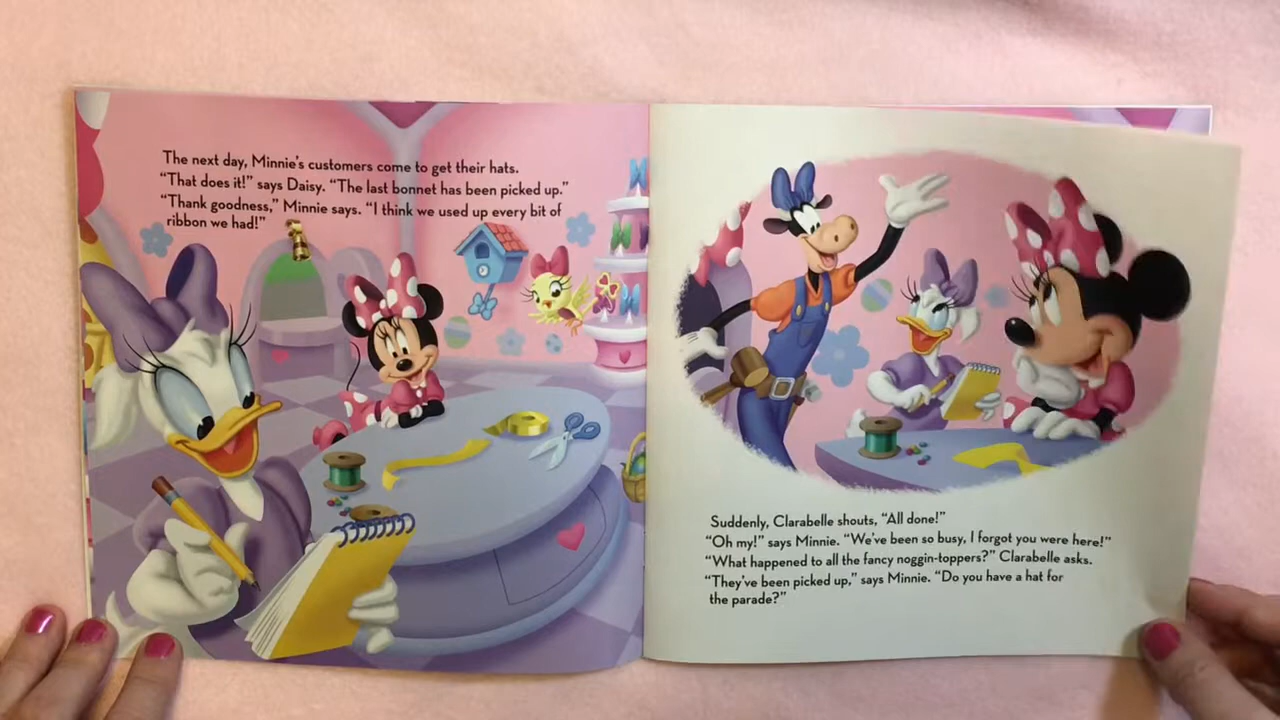 The next day, Minnie's customers come to get their hats.
"That does it!" says Daisy. "The last bonnet has been picked up."
"Thank goodness," Minnie says. "I think we used up every bit of
ribbon we had!"
Suddenly, Clarabelle shouts, "All done!"
"Oh my!" says Minnie. "We've been so busy, I forgot you were here!"
"What happened to all the fancy noggin-toppers?" Clarabelle asks.
"They've been picked up," says Minnie. "Do you have a hat for
the parade?"